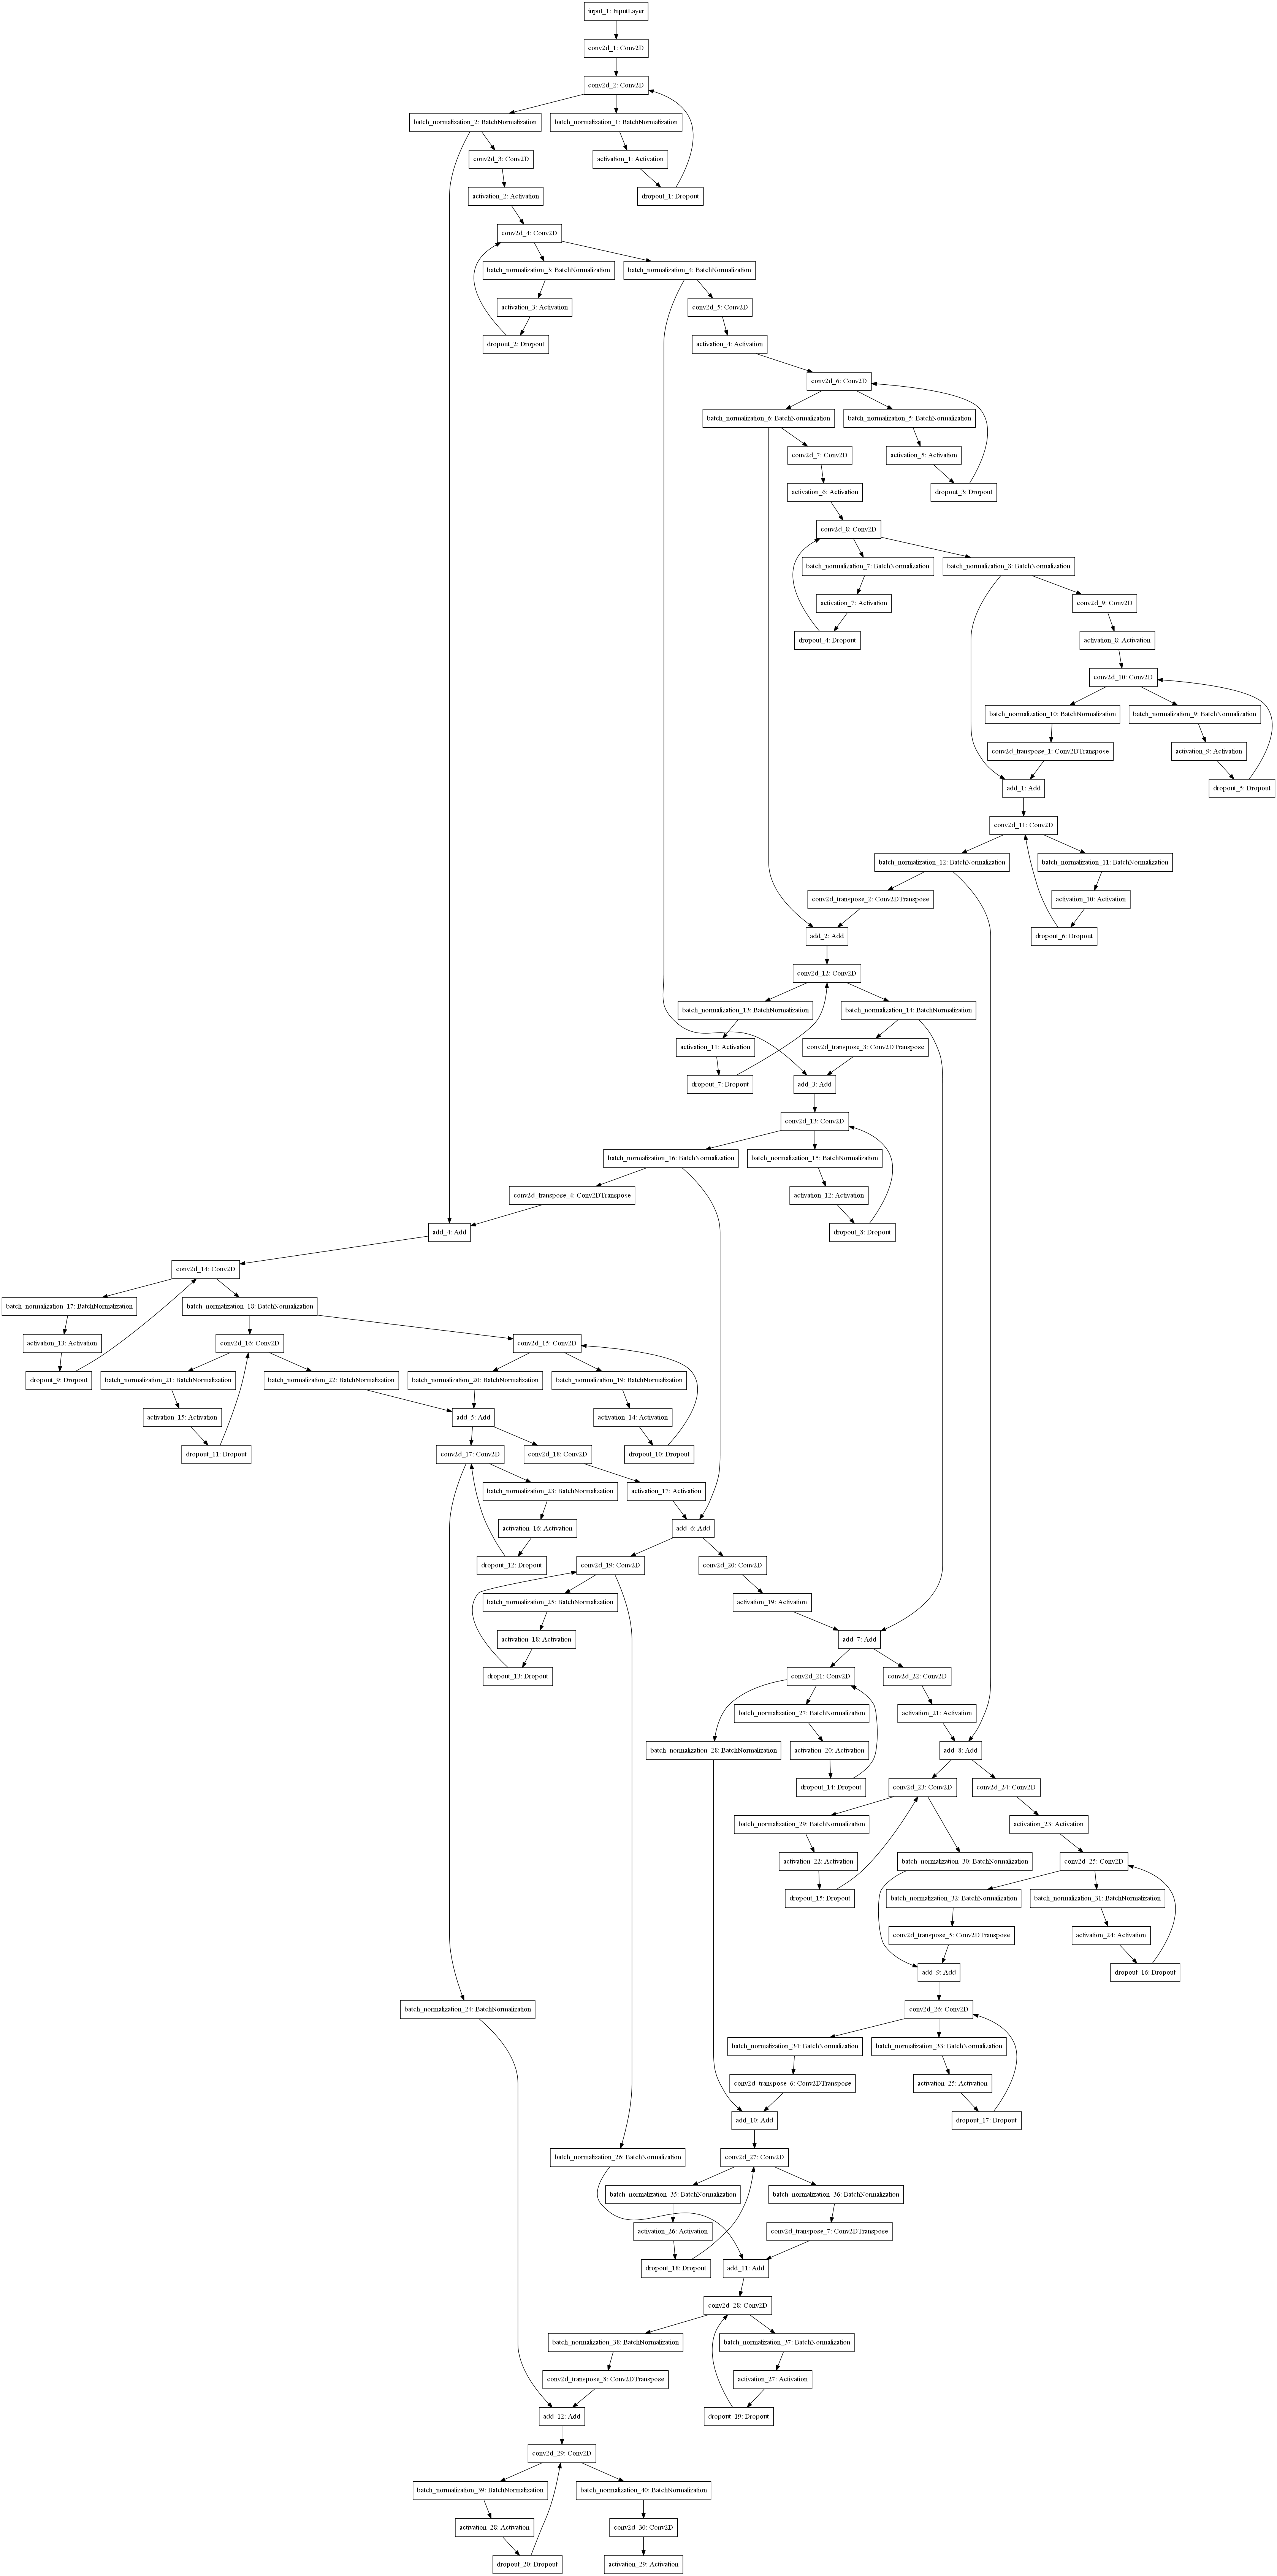 input_1: InputLayer
conv2d_1: Conv2D
conv2d_2: Conv2D
batch_normalization_2: BatchNormalization
batch_normalization_1: BatchNormalization
conv2d_3: Conv2D
activation_1: Activation
activation_2: Activation
dropout_1: Dropout
conv2d_4: Conv2D
batch_normalization_3: BatchNormalization
batch_normalization_4: BatchNormalization
activation_3: Activation
conv2d_5: Conv2D
dropout_2: Dropout
activation_4: Activation
conv2d_6: Conv2D
batch_normalization_6: BatchNormalization
batch_normalization_5: BatchNormalization
conv2d_7: Conv2D
activation_5: Activation
activation_6: Activation
dropout_3: Dropout
conv2d_8: Conv2D
batch_normalization_7: BatchNormalization
batch_normalization_8: BatchNormalization
activation_7: Activation
conv2d_9: Conv2D
dropout_4: Dropout
activation_8: Activation
conv2d_10: Conv2D
batch_normalization_10: BatchNormalization
batch_normalization_9: BatchNormalization
conv2d_transpose_1: Conv2DTranspose
activation_9: Activation
add_1: Add
dropout_5: Dropout
conv2d_11: Conv2D
batch_normalization_12: BatchNormalization
batch_normalization_11: BatchNormalization
conv2d_transpose_2: Conv2DTranspose
activation_10: Activation
add_2: Add
dropout_6: Dropout
conv2d_12: Conv2D
batch_normalization_13: BatchNormalization
batch_normalization_14: BatchNormalization
activation_11: Activation
conv2d_transpose_3: Conv2DTranspose
dropout_7: Dropout
add_3: Add
conv2d_13: Conv2D
batch_normalization_16: BatchNormalization
batch_normalization_15: BatchNormalization
conv2d_transpose_4: Conv2DTranspose
activation_12: Activation
add_4: Add
dropout_8: Dropout
conv2d_14: Conv2D
batch_normalization_17: BatchNormalization
batch_normalization_18: BatchNormalization
activation_13: Activation
conv2d_16: Conv2D
conv2d_15: Conv2D
dropout_9: Dropout
batch_normalization_21: BatchNormalization
batch_normalization_22: BatchNormalization
batch_normalization_20: BatchNormalization
batch_normalization_19: BatchNormalization
activation_15: Activation
add_5: Add
activation_14: Activation
dropout_11: Dropout
conv2d_17: Conv2D
conv2d_18: Conv2D
dropout_10: Dropout
batch_normalization_23: BatchNormalization
activation_17: Activation
activation_16: Activation
add_6: Add
dropout_12: Dropout
conv2d_19: Conv2D
conv2d_20: Conv2D
batch_normalization_25: BatchNormalization
activation_19: Activation
activation_18: Activation
add_7: Add
dropout_13: Dropout
conv2d_21: Conv2D
conv2d_22: Conv2D
batch_normalization_27: BatchNormalization
activation_21: Activation
batch_normalization_28: BatchNormalization
activation_20: Activation
add_8: Add
dropout_14: Dropout
conv2d_23: Conv2D
conv2d_24: Conv2D
batch_normalization_29: BatchNormalization
activation_23: Activation
activation_22: Activation
batch_normalization_30: BatchNormalization
conv2d_25: Conv2D
dropout_15: Dropout
batch_normalization_32: BatchNormalization
batch_normalization_31: BatchNormalization
conv2d_transpose_5: Conv2DTranspose
activation_24: Activation
add_9: Add
dropout_16: Dropout
batch_normalization_24: BatchNormalization
conv2d_26: Conv2D
batch_normalization_34: BatchNormalization
batch_normalization_33: BatchNormalization
conv2d_transpose_6: Conv2DTranspose
activation_25: Activation
add_10: Add
dropout_17: Dropout
batch_normalization_26: BatchNormalization
conv2d_27: Conv2D
batch_normalization_35: BatchNormalization
batch_normalization_36: BatchNormalization
activation_26: Activation
conv2d_transpose_7: Conv2DTranspose
dropout_18: Dropout
add_11: Add
conv2d_28: Conv2D
batch_normalization_38: BatchNormalization
batch_normalization_37: BatchNormalization
conv2d_transpose_8: Conv2DTranspose
activation_27: Activation
add_12: Add
dropout_19: Dropout
conv2d_29: Conv2D
batch_normalization_39: BatchNormalization
batch_normalization_40: BatchNormalization
activation_28: Activation
conv2d_30: Conv2D
dropout_20: Dropout
activation_29: Activation